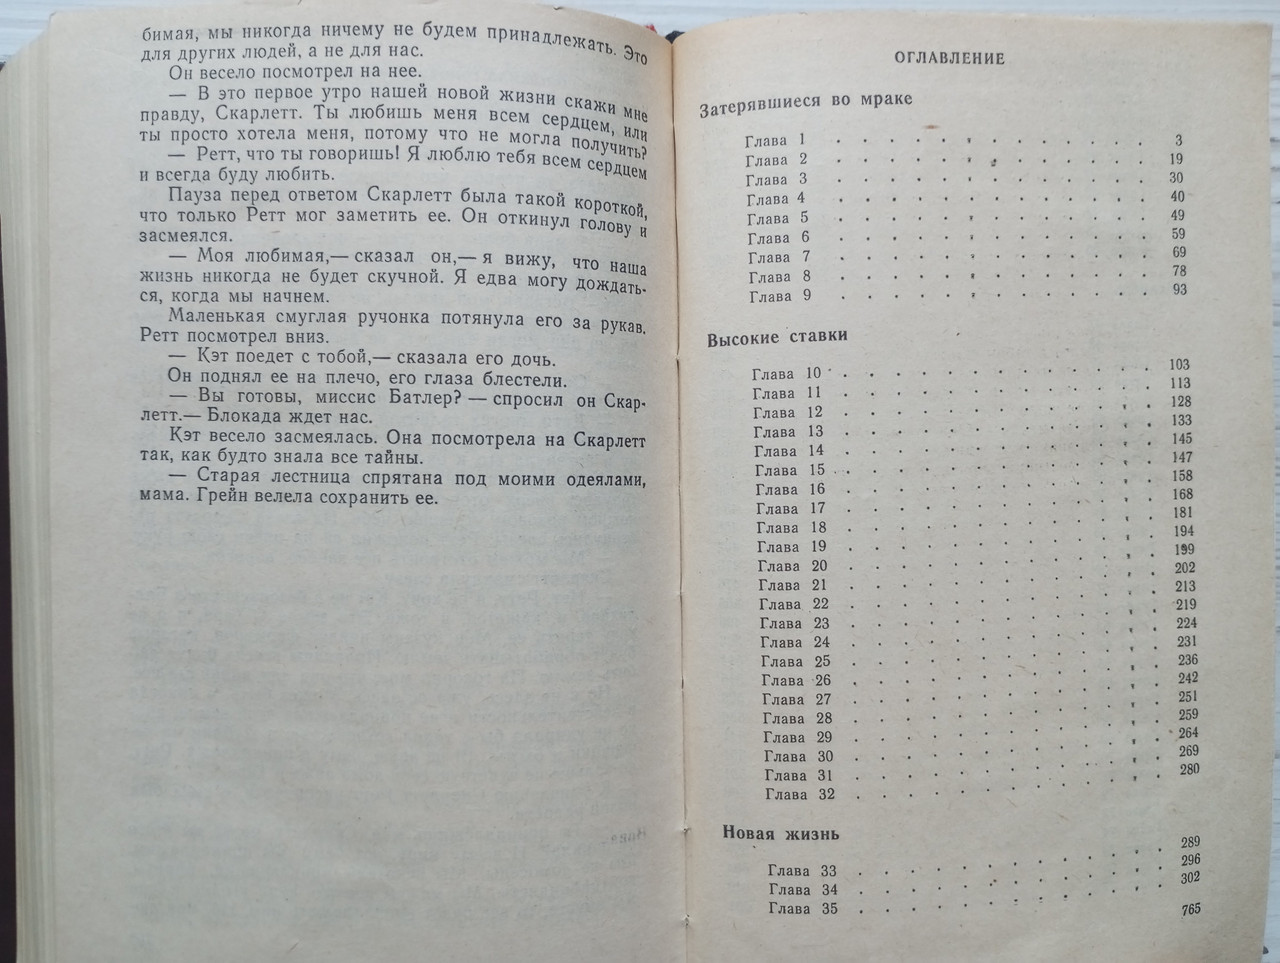 бимая, мы никогда ничему не будем принадлежать. Это
для других людей, а не для нас.
Он весело посмотрел на нее.
— В это первое утро нашей новой жизни скажи мне
правду, Скарлетт. Ты любишь меня всем сердцем, или
ты просто хотела меня, потому что не могла получить?
— Ретт, что ты говоришь! Я люблю тебя всем сердцем
и всегда буду любить.
Пауза перед ответом Скарлетт была такой короткой,
что только Ретт мог заметить ее. Он откинул голову и
засмеялся.
— Моя любимая,— сказал он,— я вижу, что наша
жизнь никогда не будет скучной. Я едва могу дождать-
ся, когда мы начнем.
Маленькая смуглая ручонка потянула его за рукав.
Ретт посмотрел вниз.
— Кэт поедет с тобой,— сказала его дочь.
Он поднял ее на плечо, его глаза блестели.
— Вы готовы, миссис Батлер? — спросил он Скар-
летт.— Блокада ждет нас.
Кэт весело засмеялась. Она посмотрела на Скарлетт
так, как будто знала все тайны.
— Старая лестница спрятана под моими одеялами,
мама. Грейн велела сохранить ее.
ОГЛАВЛЕНИЕ
Затерявшиеся во мраке
Глава 1 . . . . . . . . . . . . 3
Глава 2 . . . . . . . . . . . . 19
Глава 3 . . . . . . . . . . . . 30
Глава 4 . . . . . . . . . . . . 40
Глава 5 . . . . . . . . . . . . 49
Глава 6 . . . . . . . . . . . . 59
Глава 7 . . . . . . . . . . . . 69
Глава 8 . . . . . . . . . . . . 78
Глава 9 . . . . . . . . . . . . 93
Высокие ставки
Глава 10 . . . . . . . . . . . . 103
Глава 11 . . . . . . . . . . . . 113
Глава 12 . . . . . . . . . . . . 128
Глава 13 . . . . . . . . . . . . 133
Глава 14 . . . . . . . . . . . . 145
Глава 15 . . . . . . . . . . . . 147
Глава 16 . . . . . . . . . . . . 158
Глава 17 . . . . . . . . . . . . 168
Глава 18 . . . . . . . . . . . . 181
Глава 19 . . . . . . . . . . . . 194
Глава 20 . . . . . . . . . . . . 199
Глава 21 . . . . . . . . . . . . 202
Глава 22 . . . . . . . . . . . . 213
Глава 23 . . . . . . . . . . . . 219
Глава 24 . . . . . . . . . . . . 224
Глава 25 . . . . . . . . . . . . 231
Глава 26 . . . . . . . . . . . . 236
Глава 27 . . . . . . . . . . . . 242
Глава 28 . . . . . . . . . . . . 251
Глава 29 . . . . . . . . . . . . 259
Глава 30 . . . . . . . . . . . . 264
Глава 31 . . . . . . . . . . . . 269
Глава 32 . . . . . . . . . . . . 280
Новая жизнь
Глава 33 . . . . . . . . . . . . 289
Глава 34 . . . . . . . . . . . . 296
Глава 35 . . . . . . . . . . . . 302
765